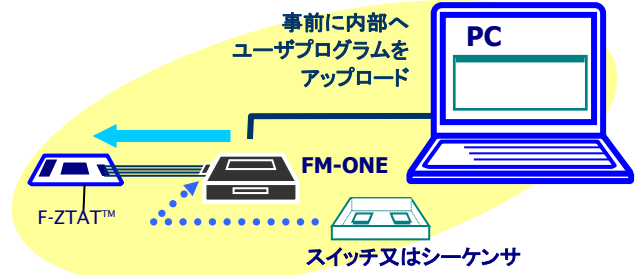 事前に内部へ
ユーザプログラムを
アップロード
PC
FM-ONE
F-ZTAT™
スイッチ又はシーケンサ